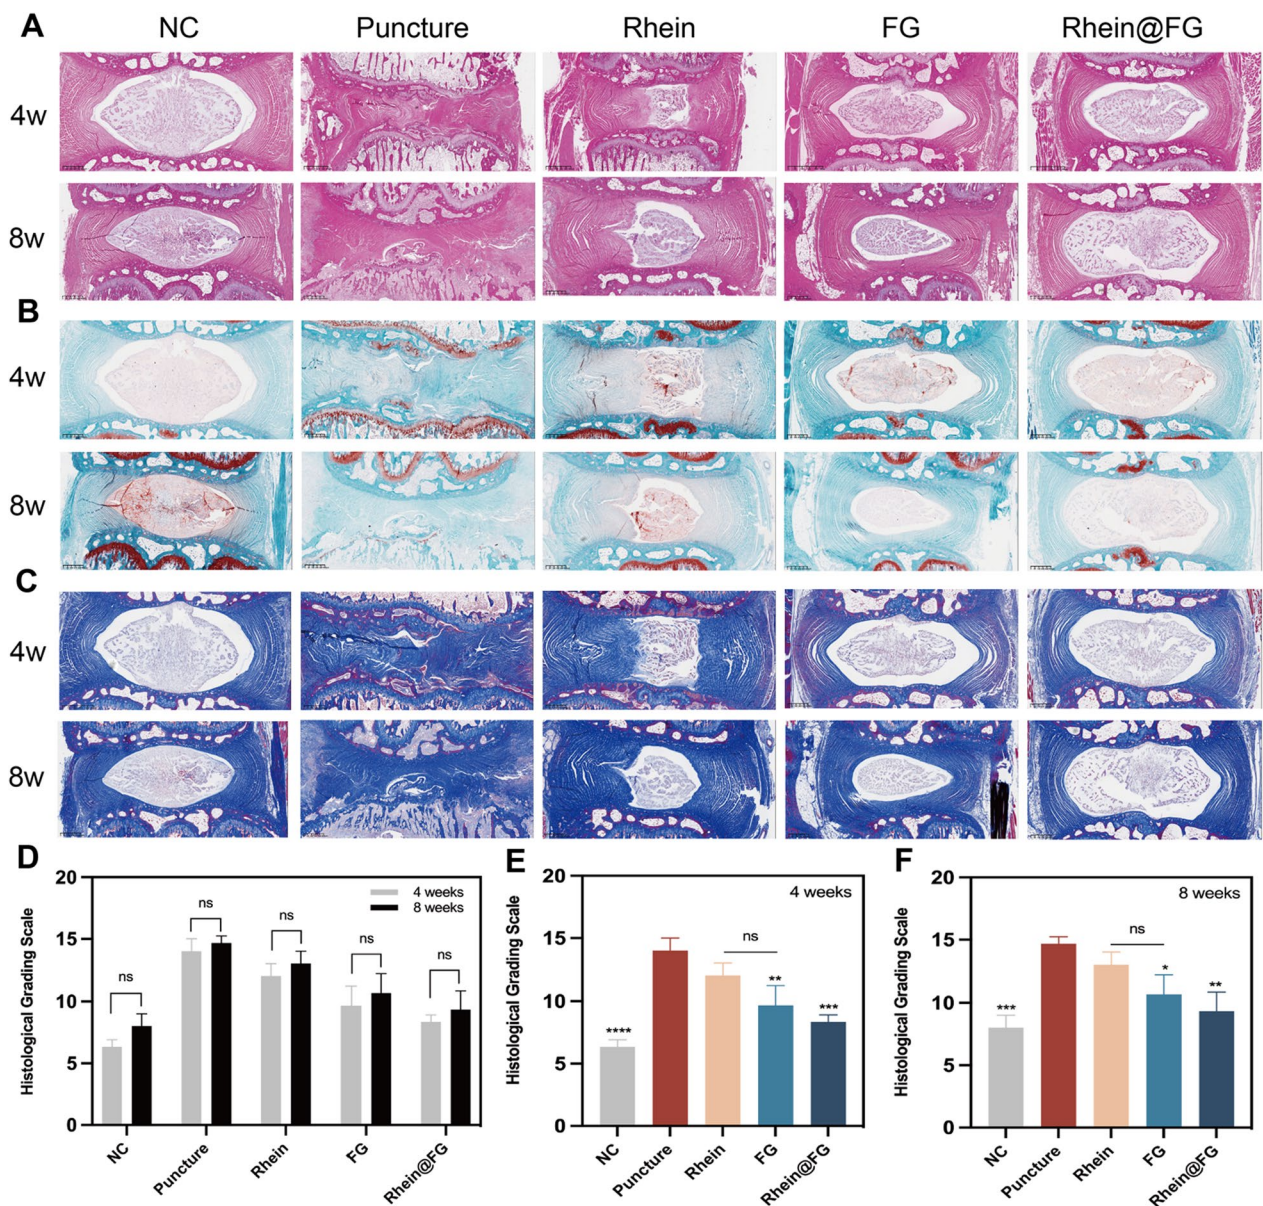 A
NC Puncture Rhein FG Rhein@FG
4w
8w
B
4w
8w
C
4w
8w
D
Histological Grading Scale
20
15
10
5
0
4 weeks
8 weeks
ns
ns
ns
ns
ns
NC
Puncture
Rhein
FG
Rhein@FG
E
Histological Grading Scale
20
15
10
5
0
4 weeks
ns
****
**
***
NC
Puncture
Rhein
FG
Rhein@FG
F
Histological Grading Scale
20
15
10
5
0
8 weeks
ns
***
*
**
NC
Puncture
Rhein
FG
Rhein@FG